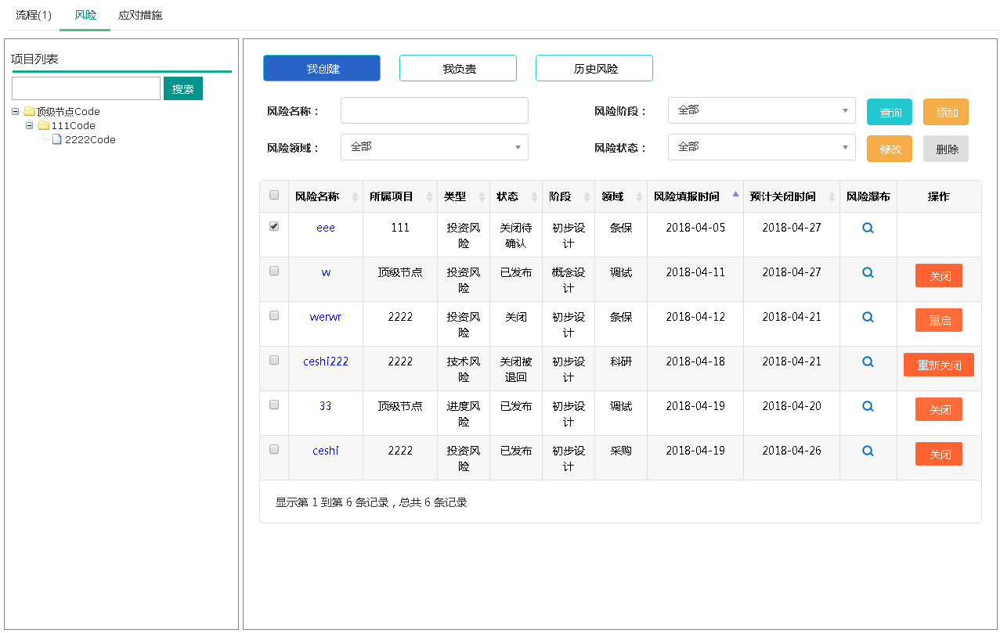 流程(1) 风险 应对措施
项目列表
搜索
顶级节点Code
111Code
2222Code
我创建 我负责 历史风险
风险名称： 风险阶段： 全部 查询 添加
风险领域： 全部 风险状态： 全部 修改 删除
风险名称 所属项目 类型 状态 阶段 领域 风险填报时间 预计关闭时间 风险瀑布 操作
eee 111 投资风险 关闭待确认 初步设计 条保 2018-04-05 2018-04-27
w 顶级节点 投资风险 已发布 概念设计 调试 2018-04-11 2018-04-27 关闭
werwr 2222 投资风险 关闭 初步设计 条保 2018-04-12 2018-04-21 重启
ceshi222 2222 技术风险 关闭被退回 初步设计 科研 2018-04-18 2018-04-21 重新关闭
33 顶级节点 进度风险 已发布 初步设计 调试 2018-04-19 2018-04-20 关闭
ceshi 2222 投资风险 已发布 初步设计 采购 2018-04-19 2018-04-26 关闭
显示第 1 到第 6 条记录，总共 6 条记录